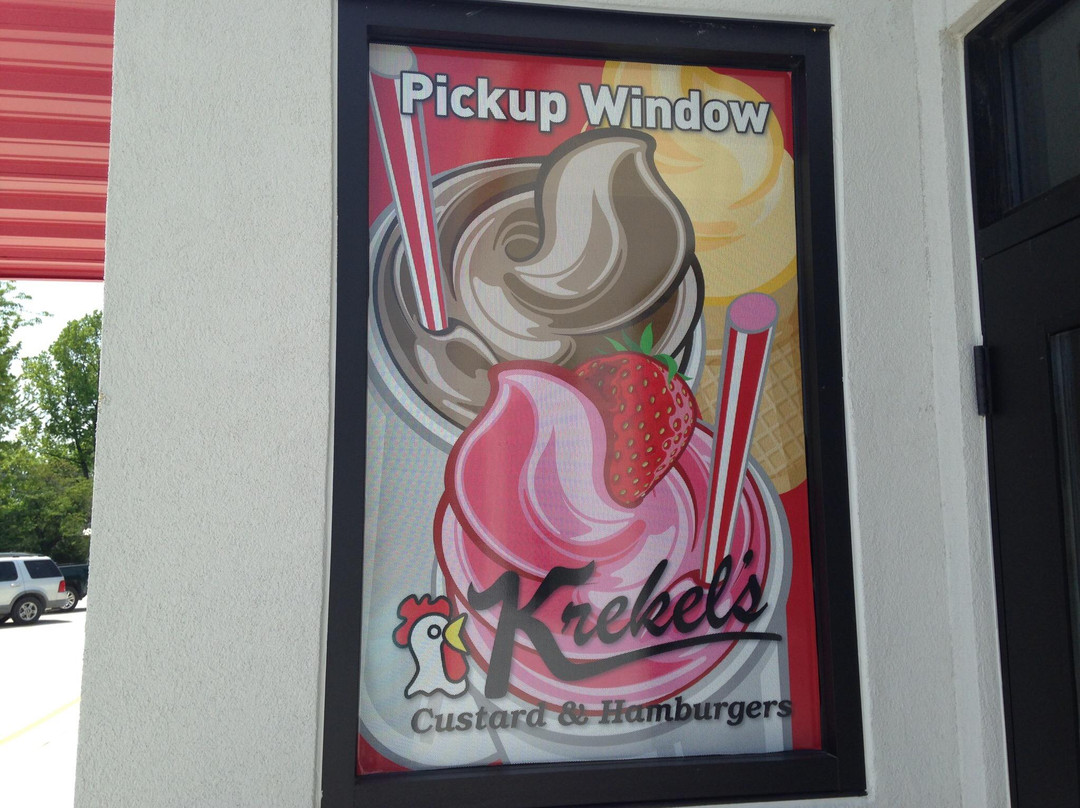 Pickup Window
Krekel's
Custard & Hamburgers